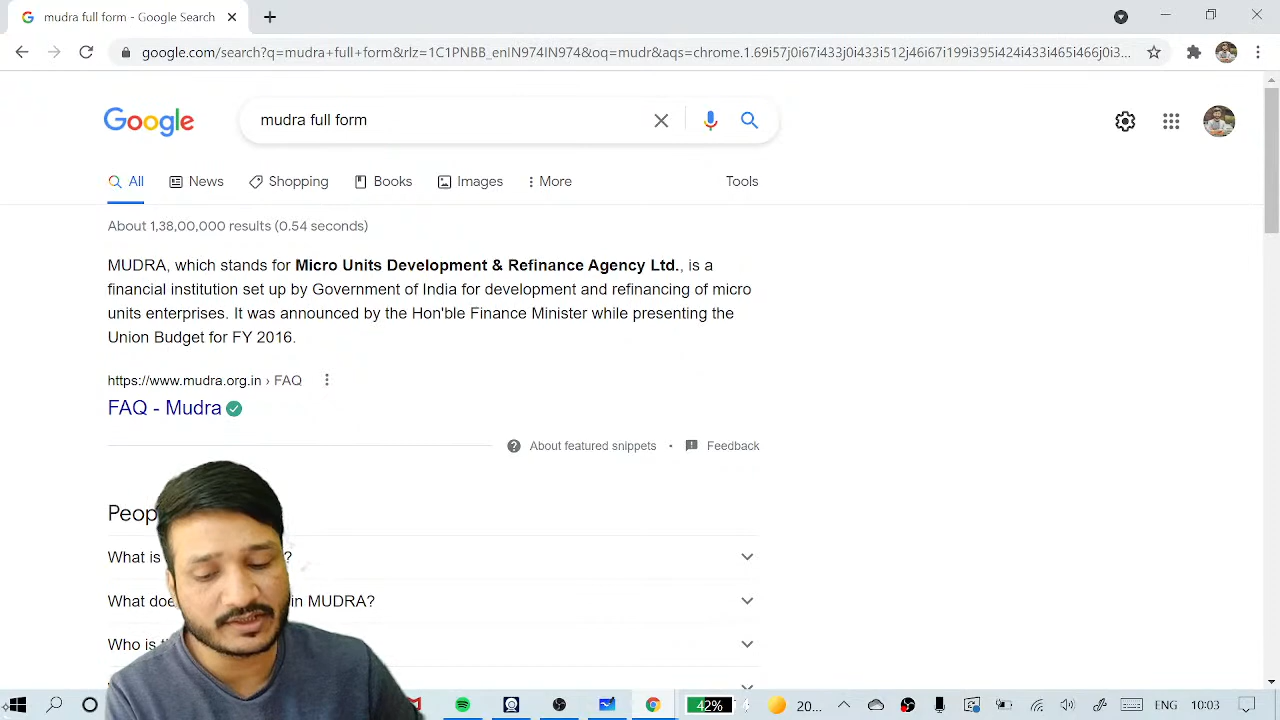 mudra full form - Google Search
google.com/search?q=mudra+full+form&rlz=1C1PNBB_enIN974IN974&oq=mudr&aqs=chrome.1.69i57j0i67i433j0i433i512j46i67i199i395i424i433i465i466j0i3...
Google
mudra full form
All News Shopping Books Images More Tools
About 1,38,00,000 results (0.54 seconds)
MUDRA, which stands for Micro Units Development & Refinance Agency Ltd., is a
financial institution set up by Government of India for development and refinancing of micro
units enterprises. It was announced by the Hon'ble Finance Minister while presenting the
Union Budget for FY 2016.
https://www.mudra.org.in › FAQ
FAQ - Mudra
About featured snippets • Feedback
What is ?
in MUDRA?
Who is
42% 20... 10:03